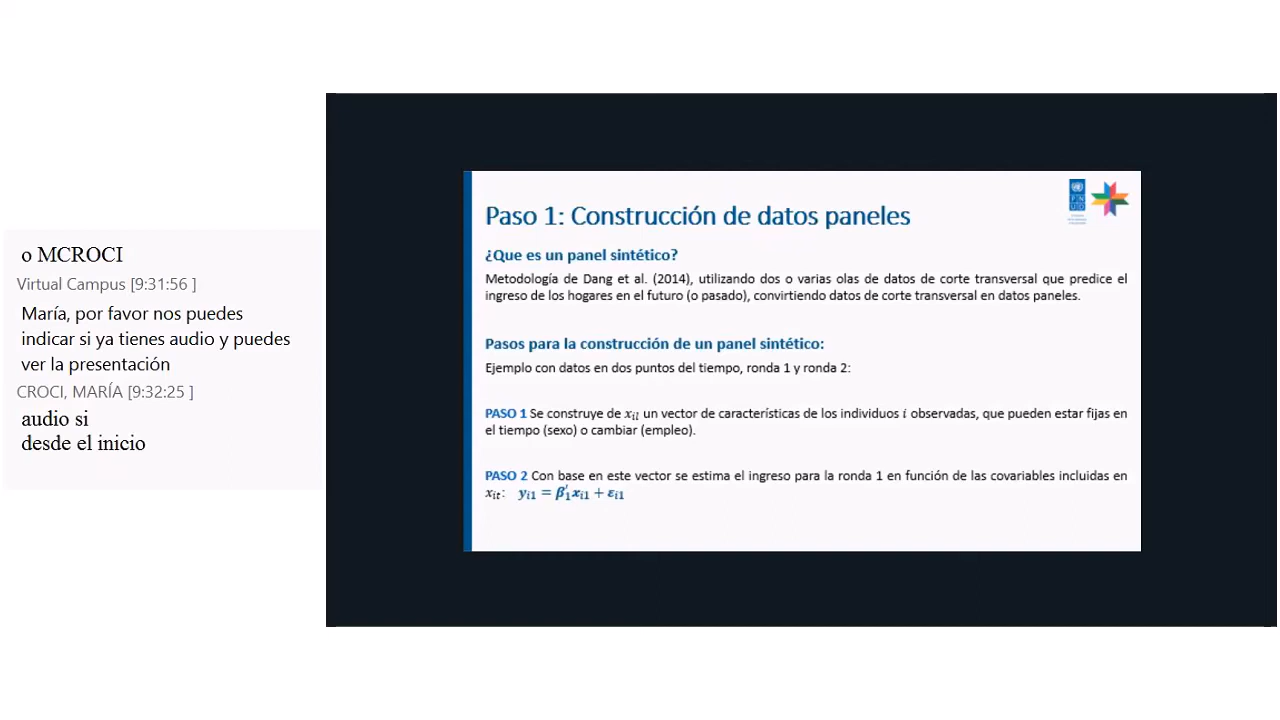 o MCROCI
Virtual Campus [9:31:56 ]
María, por favor nos puedes
indicar si ya tienes audio y puedes
ver la presentación
CROCI, MARÍA [9:32:25 ]
audio si
desde el inicio
Paso 1: Construcción de datos paneles
¿Que es un panel sintético?
Metodología de Dang et al. (2014), utilizando dos o varias olas de datos de corte transversal que predice el
ingreso de los hogares en el futuro (o pasado), convirtiendo datos de corte transversal en datos paneles.
Pasos para la construcción de un panel sintético:
Ejemplo con datos en dos puntos del tiempo, ronda 1 y ronda 2:
PASO 1 Se construye de xᵢₜ un vector de características de los individuos i observadas, que pueden estar fijas en
el tiempo (sexo) o cambiar (empleo).
PASO 2 Con base en este vector se estima el ingreso para la ronda 1 en función de las covariables incluidas en
xᵢₜ: yᵢ₁ = β′₁xᵢ₁ + εᵢ₁
P N
U D